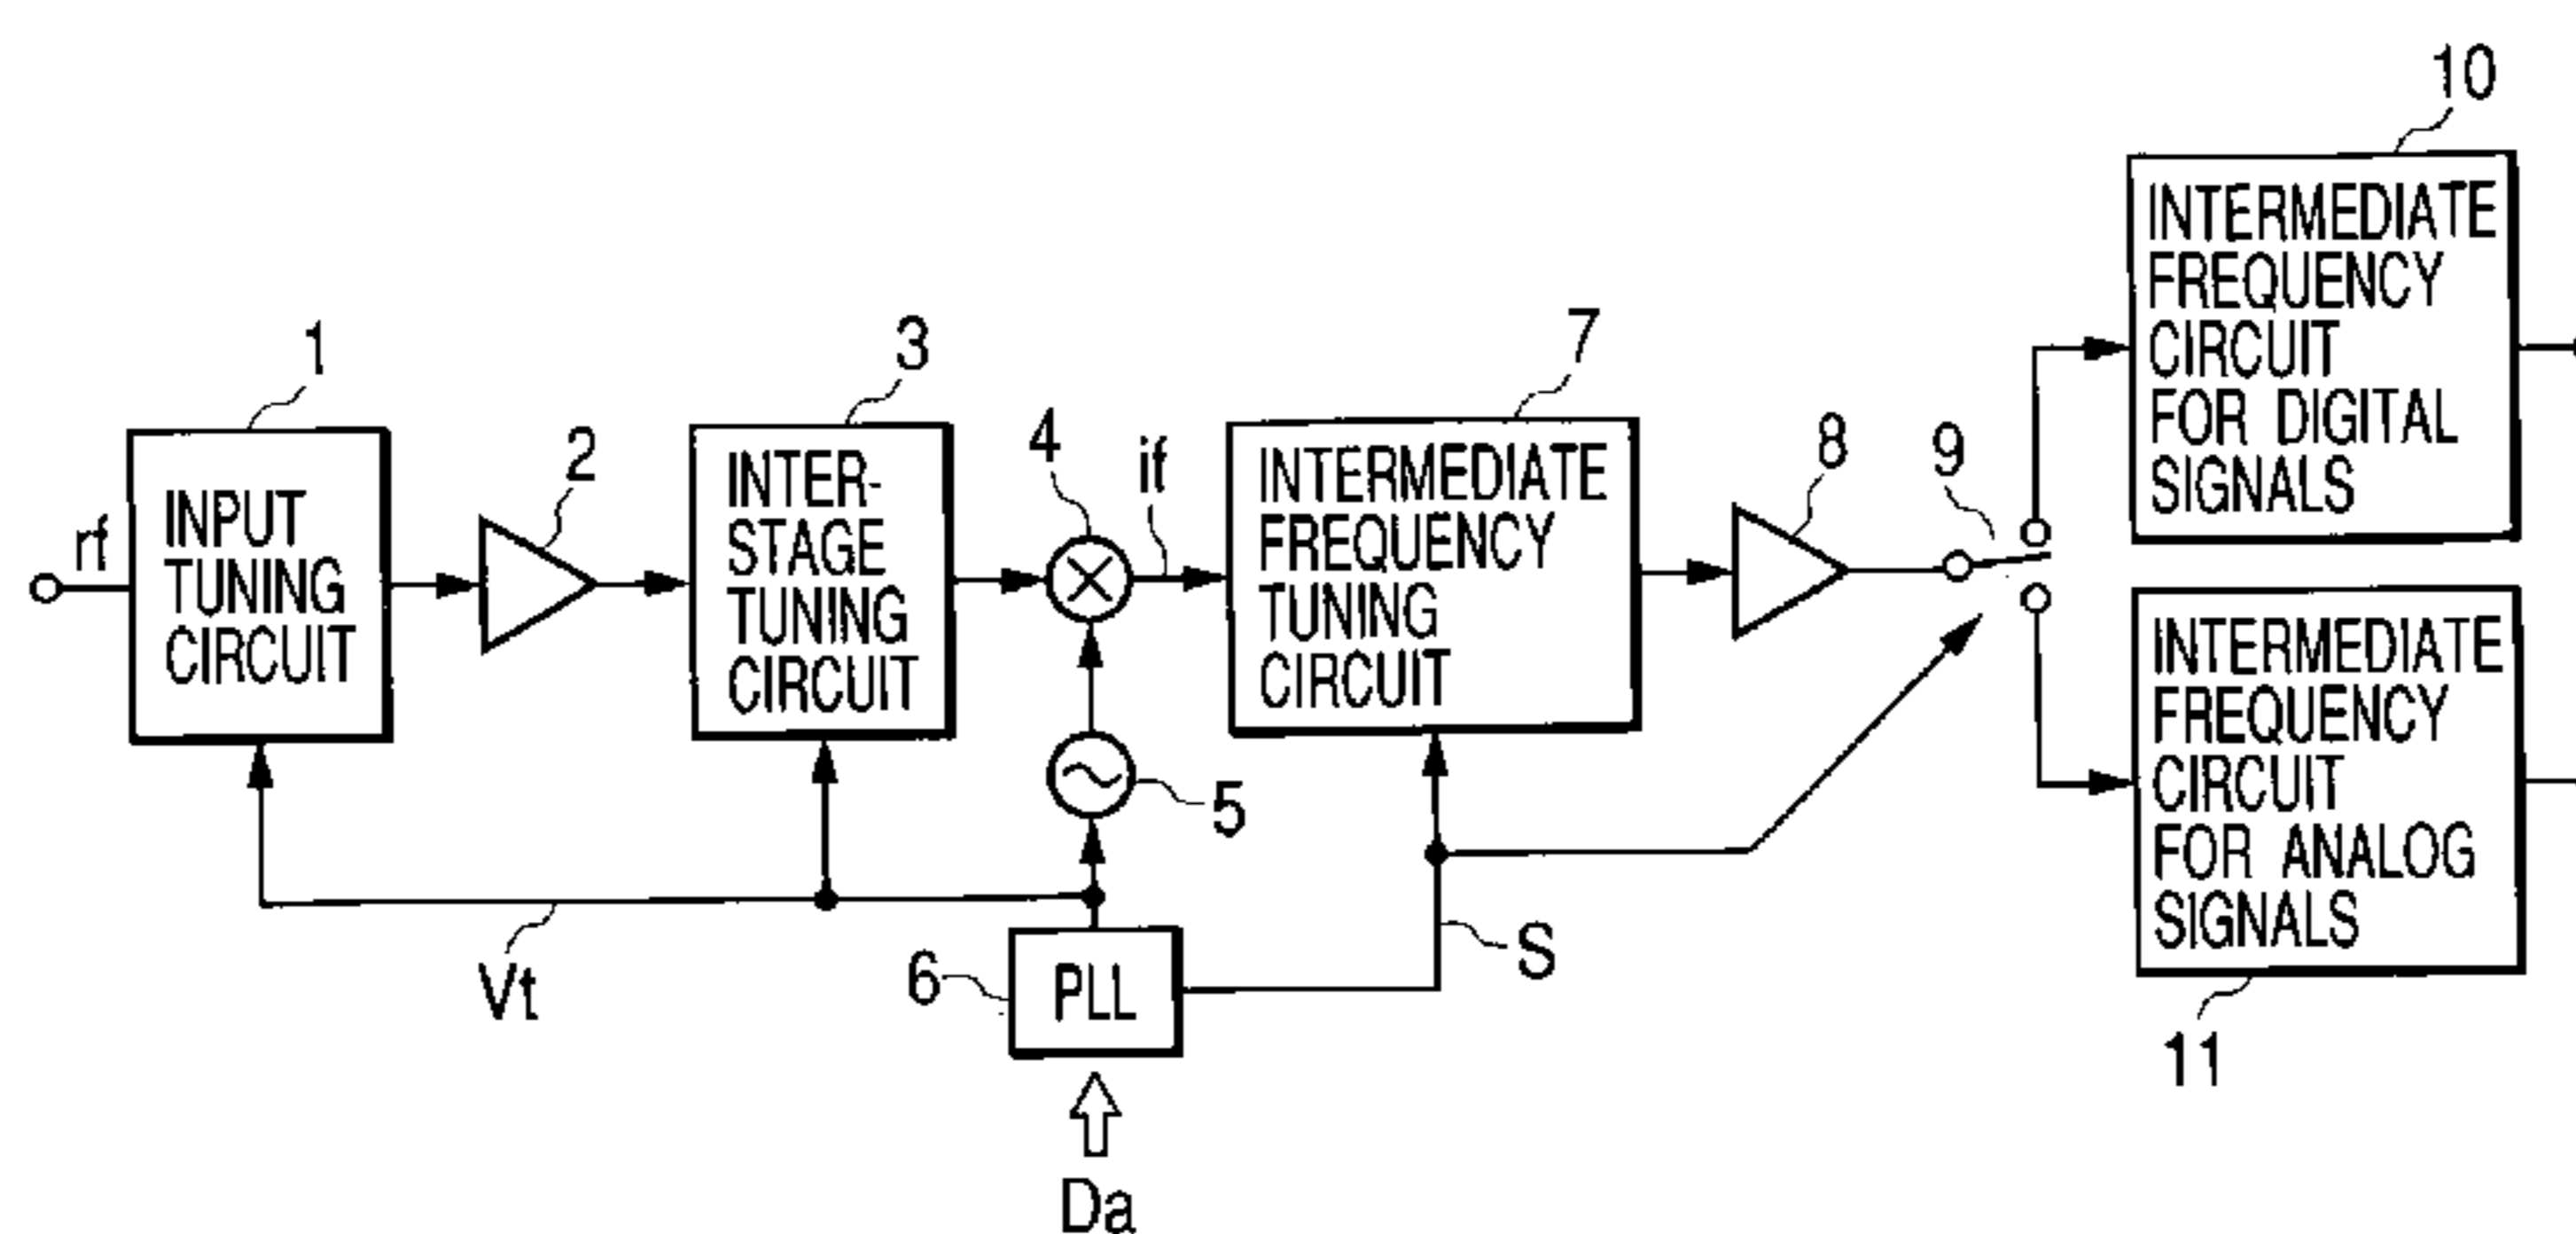 10
INTERMEDIATE
FREQUENCY
CIRCUIT
FOR DIGITAL
SIGNALS
1
3
7
2
4
if
8
9
rf
INPUT
TUNING
CIRCUIT
INTER-
STAGE
TUNING
CIRCUIT
INTERMEDIATE
FREQUENCY
TUNING
CIRCUIT
5
INTERMEDIATE
FREQUENCY
CIRCUIT
FOR ANALOG
SIGNALS
Vt
6
PLL
S
11
Da